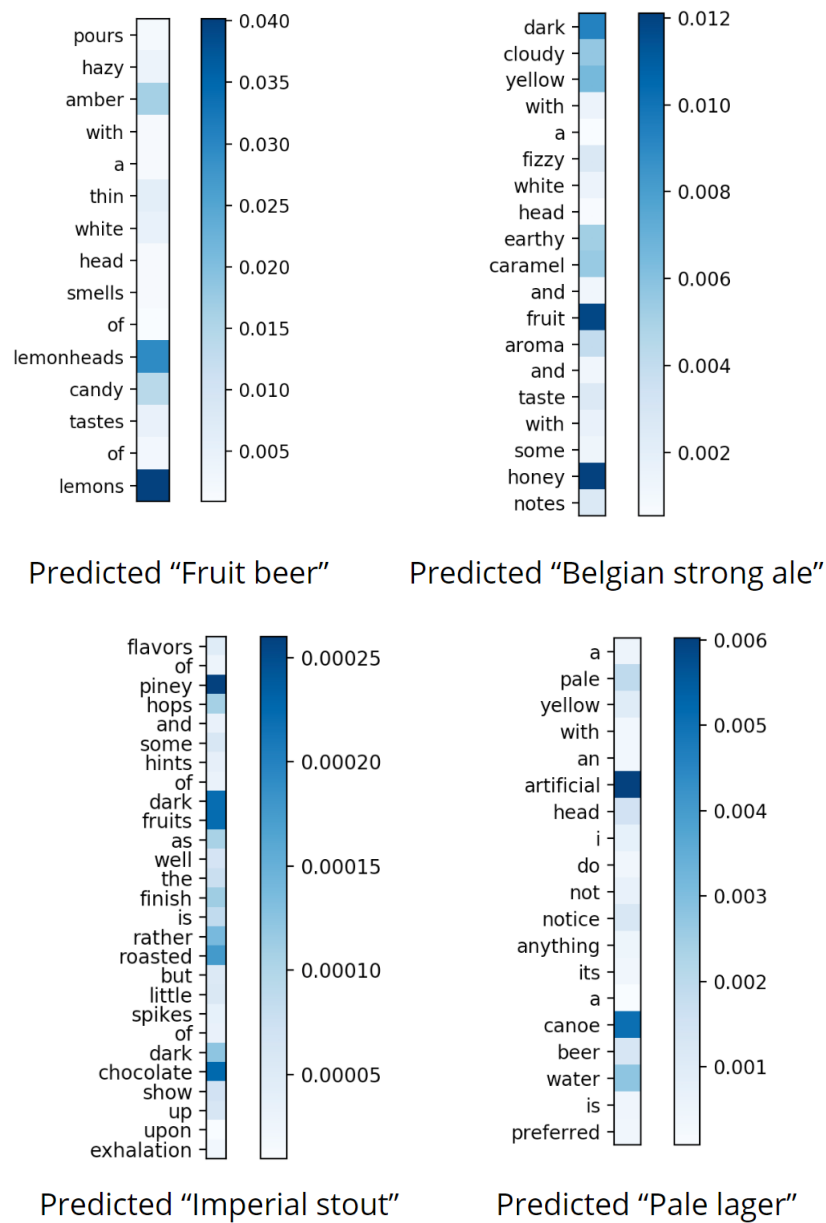 pours
hazy
amber
with
a
thin
white
head
smells
of
lemonheads
candy
tastes
of
lemons
0.040
0.035
0.030
0.025
0.020
0.015
0.010
0.005
Predicted “Fruit beer”
dark
cloudy
yellow
with
a
fizzy
white
head
earthy
caramel
and
fruit
aroma
and
taste
with
some
honey
notes
0.012
0.010
0.008
0.006
0.004
0.002
Predicted “Belgian strong ale”
flavors
of
piney
hops
and
some
hints
of
dark
fruits
as
well
the
finish
is
rather
roasted
but
little
spikes
of
dark
chocolate
show
up
upon
exhalation
0.00025
0.00020
0.00015
0.00010
0.00005
Predicted “Imperial stout”
a
pale
yellow
with
an
artificial
head
i
do
not
notice
anything
its
a
canoe
beer
water
is
preferred
0.006
0.005
0.004
0.003
0.002
0.001
Predicted “Pale lager”